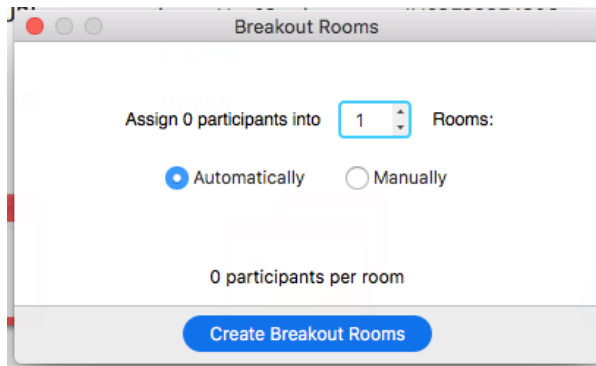 Breakout Rooms
Assign 0 participants into 1 Rooms:
Automatically Manually
0 participants per room
Create Breakout Rooms